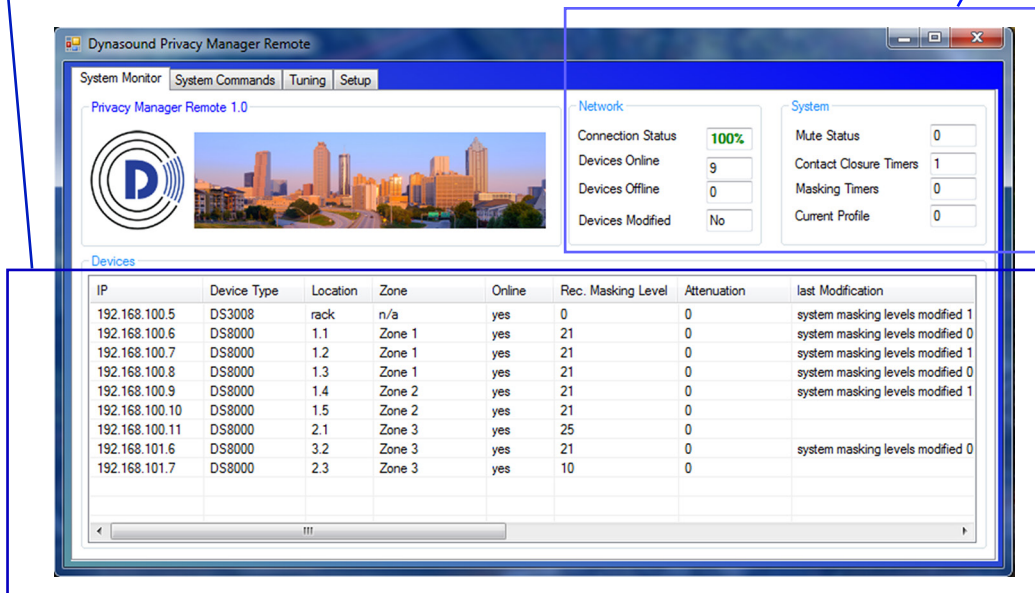 Dynasound Privacy Manager Remote
System Monitor System Commands Tuning Setup
Privacy Manager Remote 1.0
D
Network
Connection Status 100%
Devices Online 9
Devices Offline 0
Devices Modified No
System
Mute Status 0
Contact Closure Timers 1
Masking Timers 0
Current Profile 0
Devices
IP Device Type Location Zone Online Rec. Masking Level Attenuation last Modification
192.168.100.5 DS3008 rack n/a yes 0 0 system masking levels modified 1
192.168.100.6 DS8000 1.1 Zone 1 yes 21 0 system masking levels modified 0
192.168.100.7 DS8000 1.2 Zone 1 yes 21 0 system masking levels modified 1
192.168.100.8 DS8000 1.3 Zone 1 yes 21 0 system masking levels modified 0
192.168.100.9 DS8000 1.4 Zone 2 yes 21 0 system masking levels modified 1
192.168.100.10 DS8000 1.5 Zone 2 yes 21 0
192.168.100.11 DS8000 2.1 Zone 3 yes 25 0
192.168.101.6 DS8000 3.2 Zone 3 yes 21 0 system masking levels modified 0
192.168.101.7 DS8000 2.3 Zone 3 yes 10 0